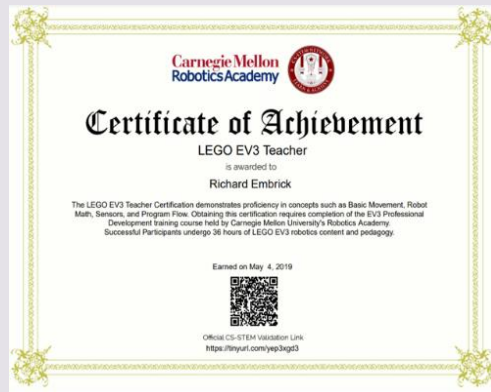 Carnegie Mellon
Robotics Academy
Certificate of Achievement
LEGO EV3 Teacher
is awarded to
Richard Embrick
The LEGO EV3 Teacher Certification demonstrates proficiency in concepts such as Basic Movement, Robot
Math, Sensors, and Program Flow. Obtaining this certification requires completion of the EV3 Professional
Development training course held by Carnegie Mellon University's Robotics Academy.
Successful Participants undergo 36 hours of LEGO EV3 robotics content and pedagogy.
Earned on May 4, 2019
Official CS-STEM Validation Link
https://tinyurl.com/yep3xgd3